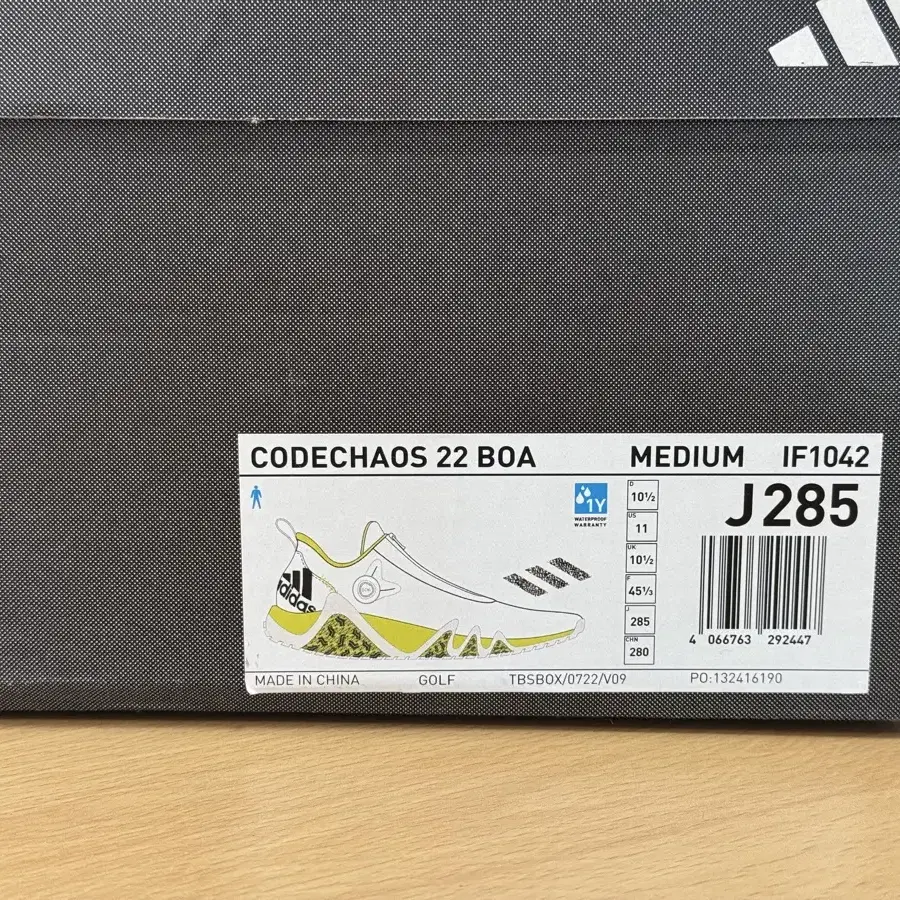 CODECHAOS 22 BOA MEDIUM IF1042
J 285
1Y
WATERPROOF
WARRANTY
D
10½
US
11
UK
10½
F
45⅓
J
285
CHN
280
adidas
4 066763 292447
MADE IN CHINA GOLF TBSBOX/0722/V09 PO:132416190